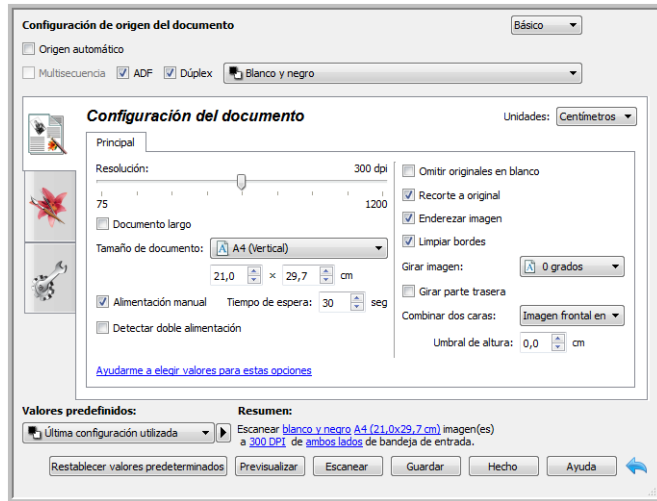 Configuración de origen del documento
Básico
Origen automático
Multisecuencia ADF Dúplex Blanco y negro
Configuración del documento
Unidades: Centímetros
Principal
Resolución: 300 dpi
75 1200
Documento largo
Tamaño de documento: A4 (Vertical)
21,0 × 29,7 cm
Alimentación manual Tiempo de espera: 30 seg
Detectar doble alimentación
Ayudarme a elegir valores para estas opciones
Omitir originales en blanco
Recorte a original
Enderezar imagen
Limpiar bordes
Girar imagen: 0 grados
Girar parte trasera
Combinar dos caras: Imagen frontal en
Umbral de altura: 0,0 cm
Valores predefinidos:
Última configuración utilizada
Resumen:
Escanear blanco y negro A4 (21,0x29,7 cm) imagen(es)
a 300 DPI de ambos lados de bandeja de entrada.
Restablecer valores predeterminados Previsualizar Escanear Guardar Hecho Ayuda